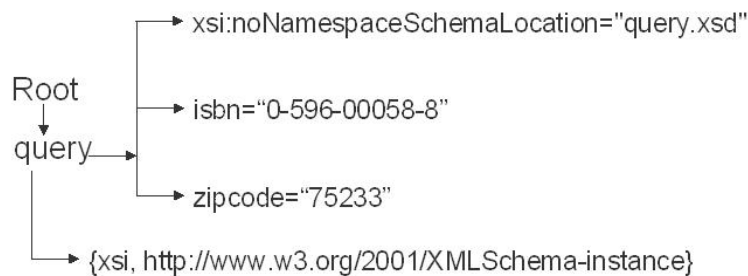 xsi:noNamespaceSchemaLocation="query.xsd"
Root
isbn=“0-596-00058-8”
query
zipcode=“75233”
{xsi, http://www.w3.org/2001/XMLSchema-instance}